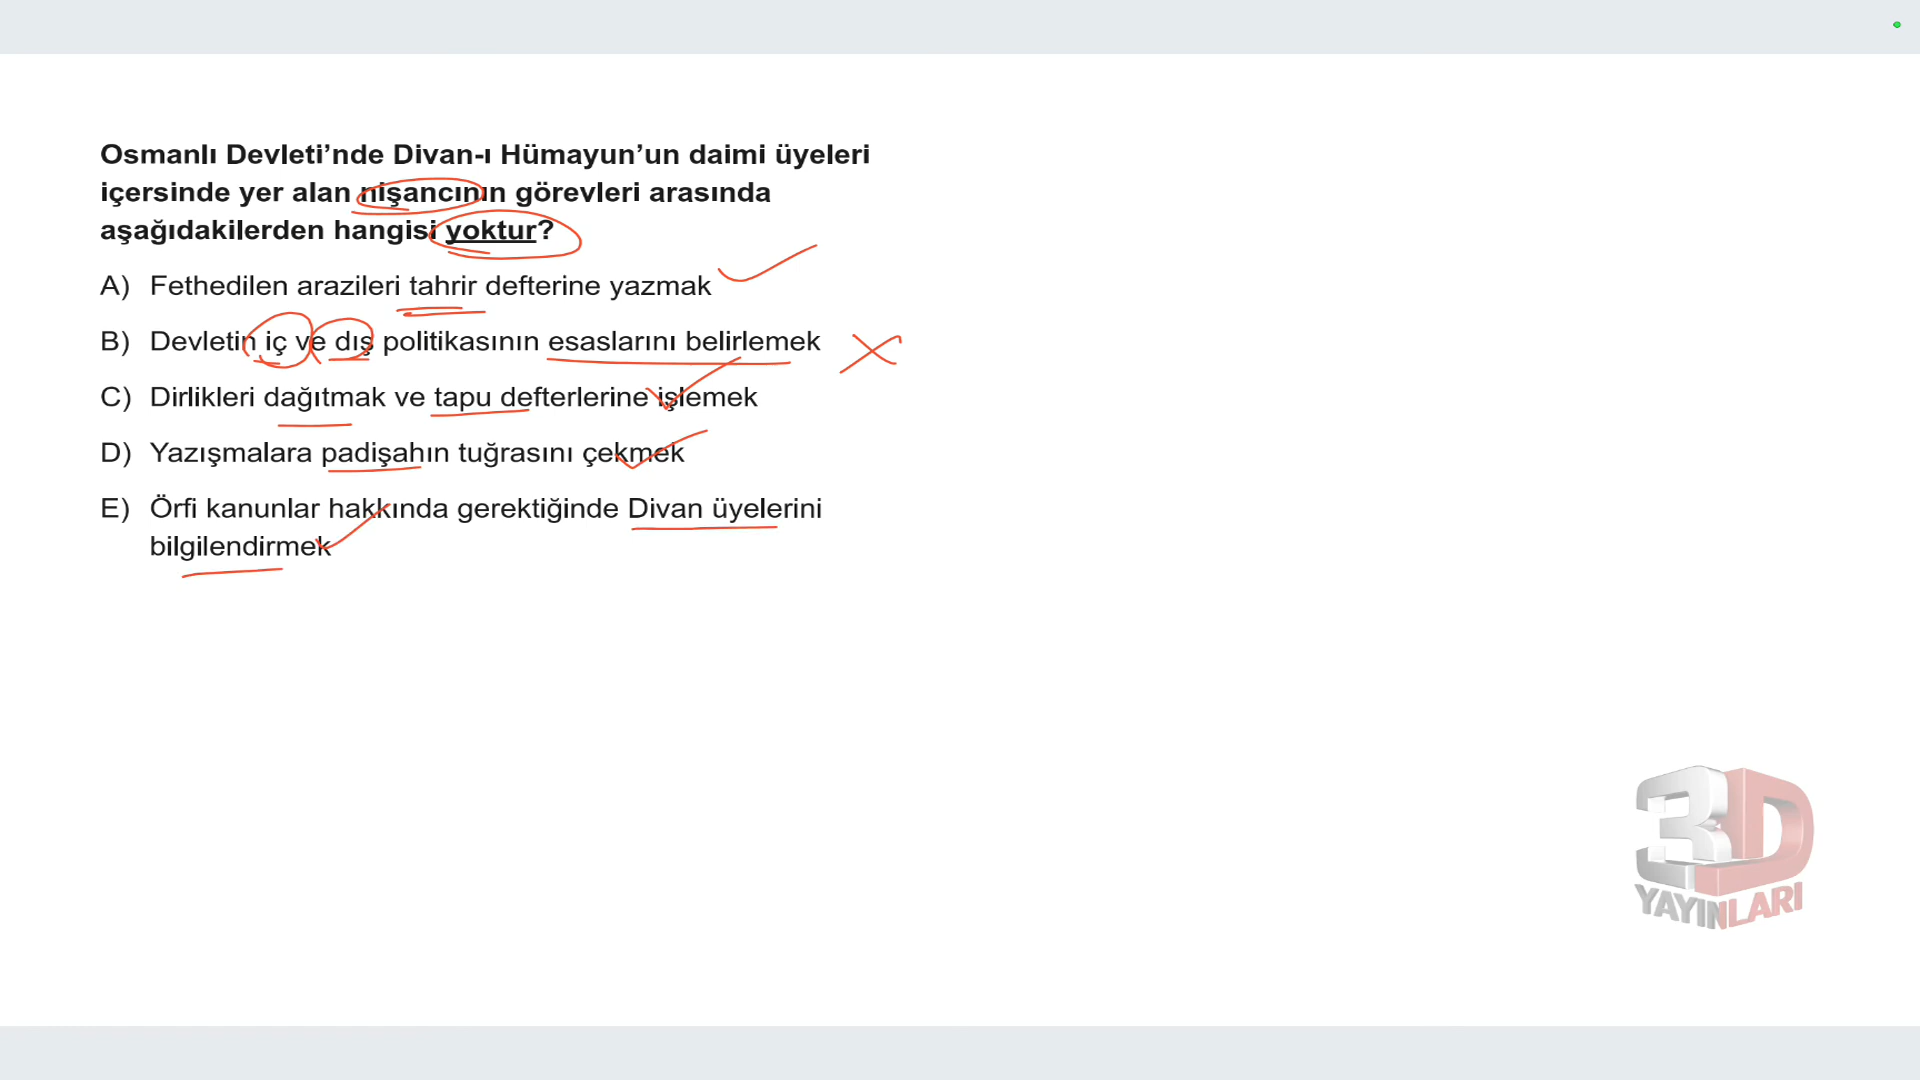 Osmanlı Devleti’nde Divan-ı Hümayun’un daimi üyeleri
içersinde yer alan nişancının görevleri arasında
aşağıdakilerden hangisi yoktur?
A) Fethedilen arazileri tahrir defterine yazmak
B) Devletin iç ve dış politikasının esaslarını belirlemek
C) Dirlikleri dağıtmak ve tapu defterlerine işlemek
D) Yazışmalara padişahın tuğrasını çekmek
E) Örfi kanunlar hakkında gerektiğinde Divan üyelerini
bilgilendirmek
3D
YAYINLARI